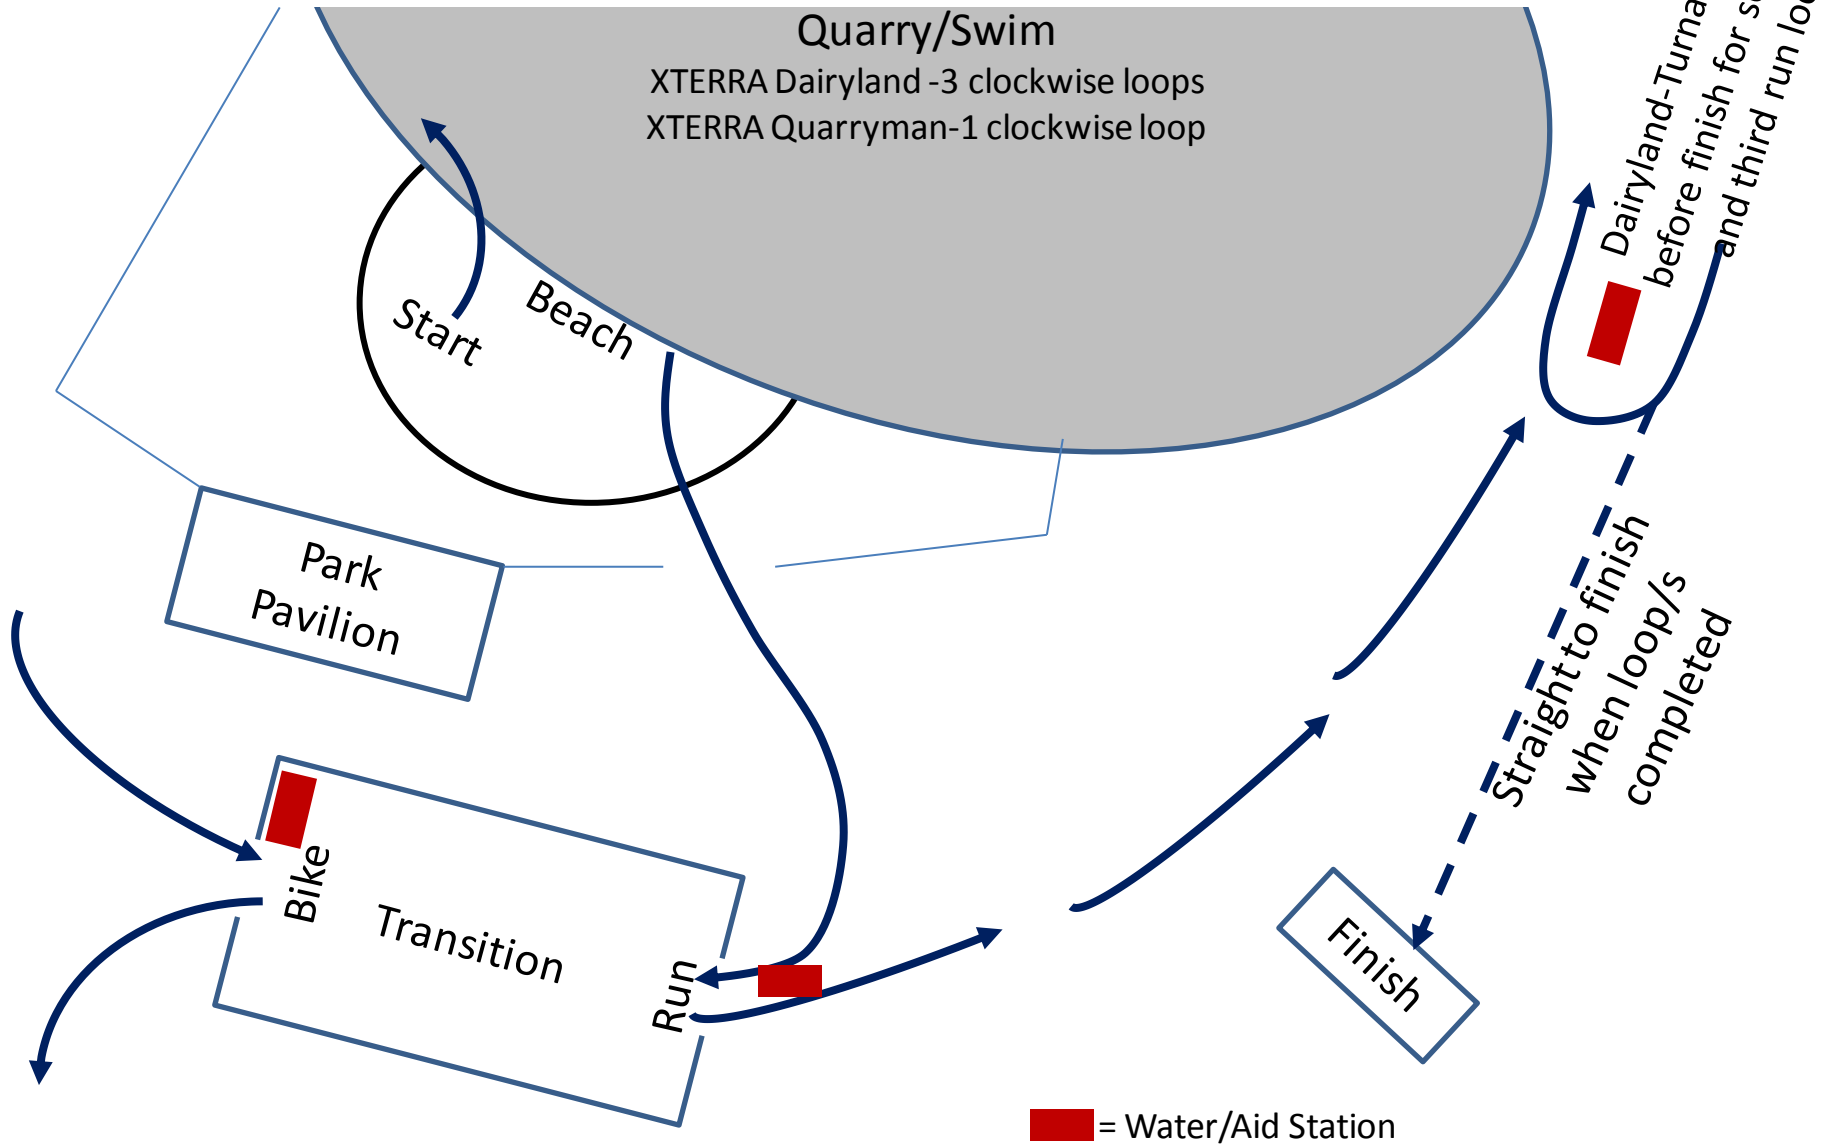 Quarry/Swim
XTERRA Dairyland -3 clockwise loops
XTERRA Quarryman-1 clockwise loop
Dairyland-Turna
before finish for
and third run
Start
Beach
Park
Pavilion
Straight to finish
when loop/s
completed
Bike
Transition
Run
Finish
= Water/Aid Station